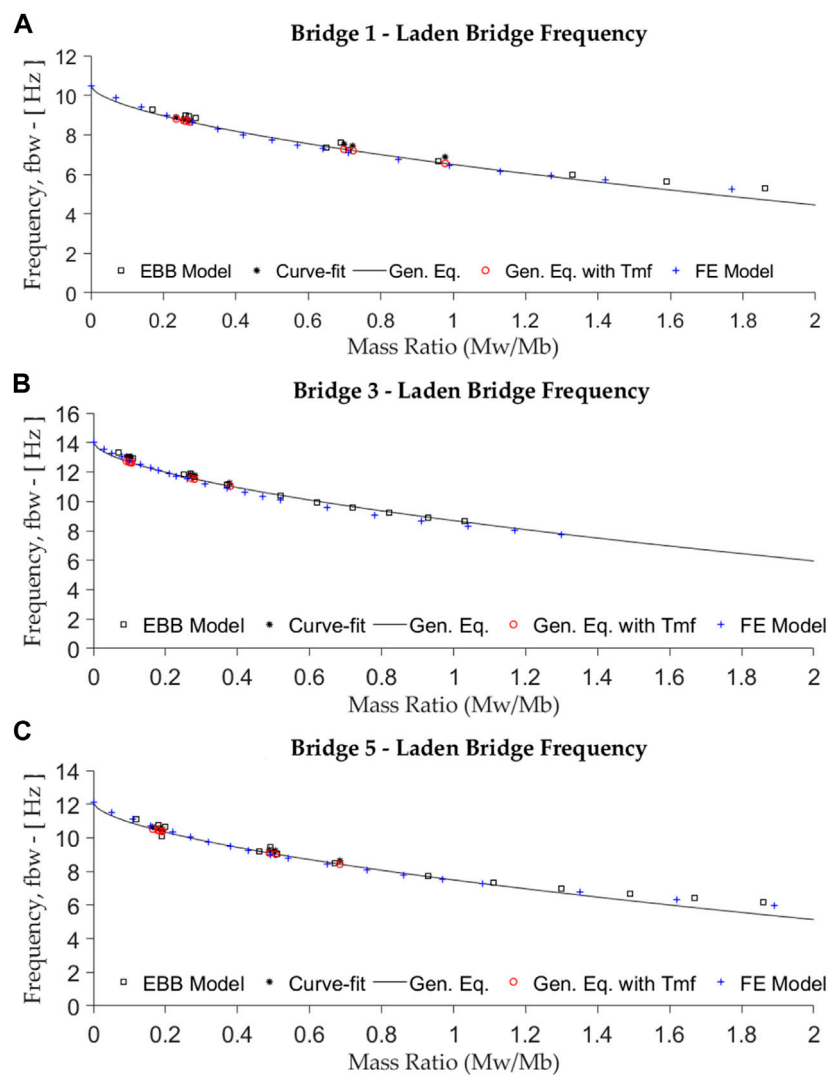 A
Bridge 1 - Laden Bridge Frequency
Frequency, fbw - [ Hz ]
12
10
8
6
4
2
0
EBB Model Curve-fit Gen. Eq. Gen. Eq. with Tmf FE Model
0 0.2 0.4 0.6 0.8 1 1.2 1.4 1.6 1.8 2
Mass Ratio (Mw/Mb)
B
Bridge 3 - Laden Bridge Frequency
Frequency, fbw - [ Hz ]
16
14
12
10
8
6
4
2
0
EBB Model Curve-fit Gen. Eq. Gen. Eq. with Tmf FE Model
0 0.2 0.4 0.6 0.8 1 1.2 1.4 1.6 1.8 2
Mass Ratio (Mw/Mb)
C
Bridge 5 - Laden Bridge Frequency
Frequency, fbw - [ Hz ]
14
12
10
8
6
4
2
0
EBB Model Curve-fit Gen. Eq. Gen. Eq. with Tmf FE Model
0 0.2 0.4 0.6 0.8 1 1.2 1.4 1.6 1.8 2
Mass Ratio (Mw/Mb)